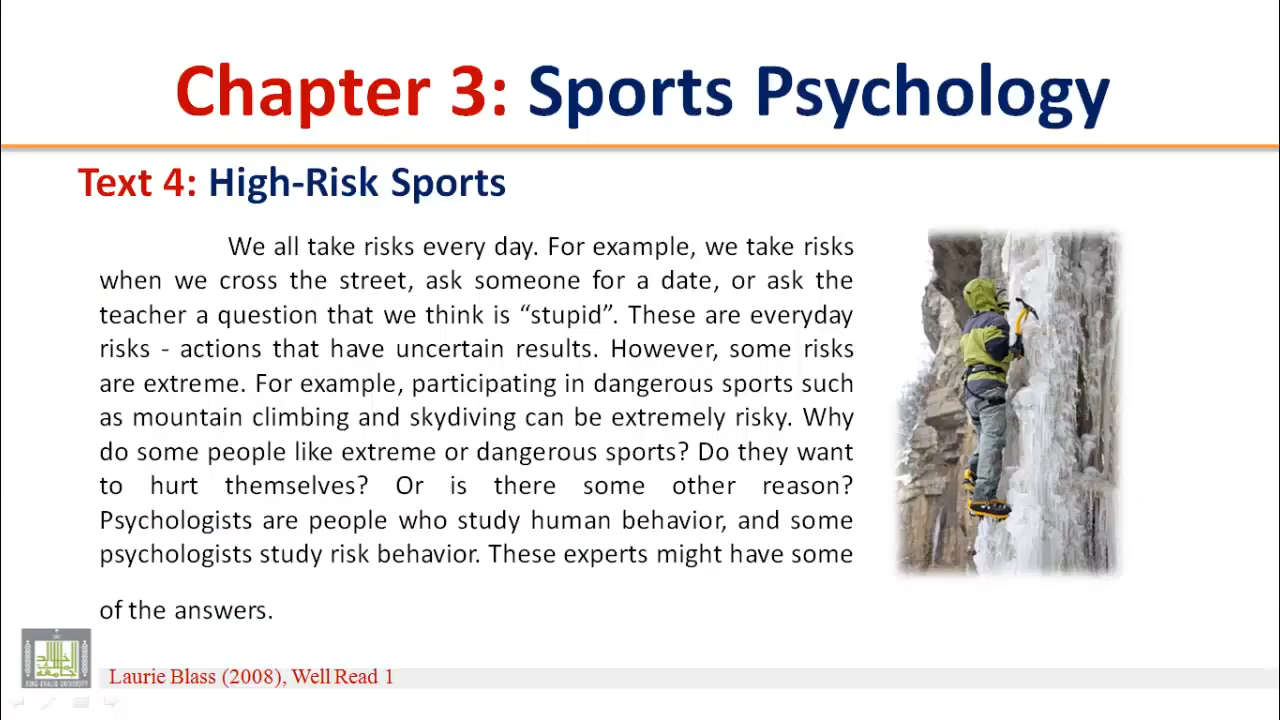 Chapter 3: Sports Psychology
Text 4: High-Risk Sports
We all take risks every day. For example, we take risks
when we cross the street, ask someone for a date, or ask the
teacher a question that we think is “stupid”. These are everyday
risks - actions that have uncertain results. However, some risks
are extreme. For example, participating in dangerous sports such
as mountain climbing and skydiving can be extremely risky. Why
do some people like extreme or dangerous sports? Do they want
to hurt themselves? Or is there some other reason?
Psychologists are people who study human behavior, and some
psychologists study risk behavior. These experts might have some
of the answers.
KING KHALID UNIVERSITY
Laurie Blass (2008), Well Read 1